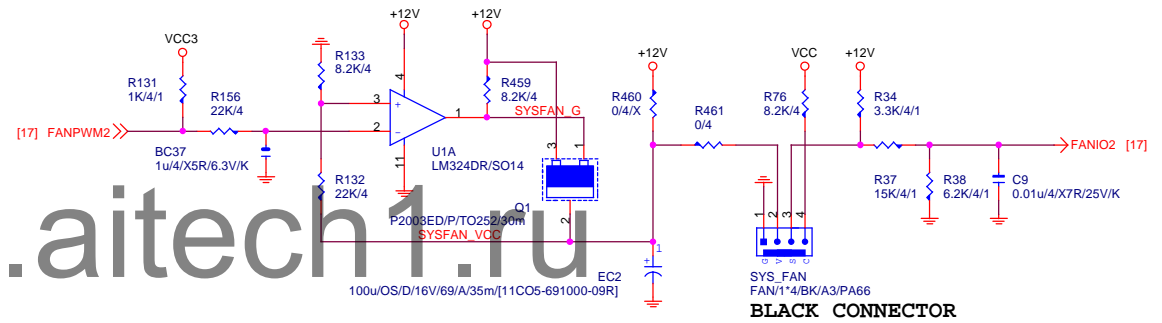 +12V
+12V
VCC3
R133
8.2K/4
R131
1K/4/1
R156
22K/4
4
3
+
2
−
1
11
U1A
LM324DR/SO14
R459
8.2K/4
SYSFAN_G
[17] FANPWM2
BC37
1u/4/X5R/6.3V/K
R132
22K/4
3
1
2
Q1
P2003ED/P/TO252/30m
SYSFAN_VCC
+12V
R460
0/4/X
R461
0/4
VCC
R76
8.2K/4
+12V
R34
3.3K/4/1
FANIO2 [17]
R37
15K/4/1
R38
6.2K/4/1
C9
0.01u/4/X7R/25V/K
1
+
EC2
100u/OS/D/16V/69/A/35m/[11CO5-691000-09R]
1 2 3 4
G V S C
SYS_FAN
FAN/1*4/BK/A3/PA66
BLACK CONNECTOR
.aitech1.ru